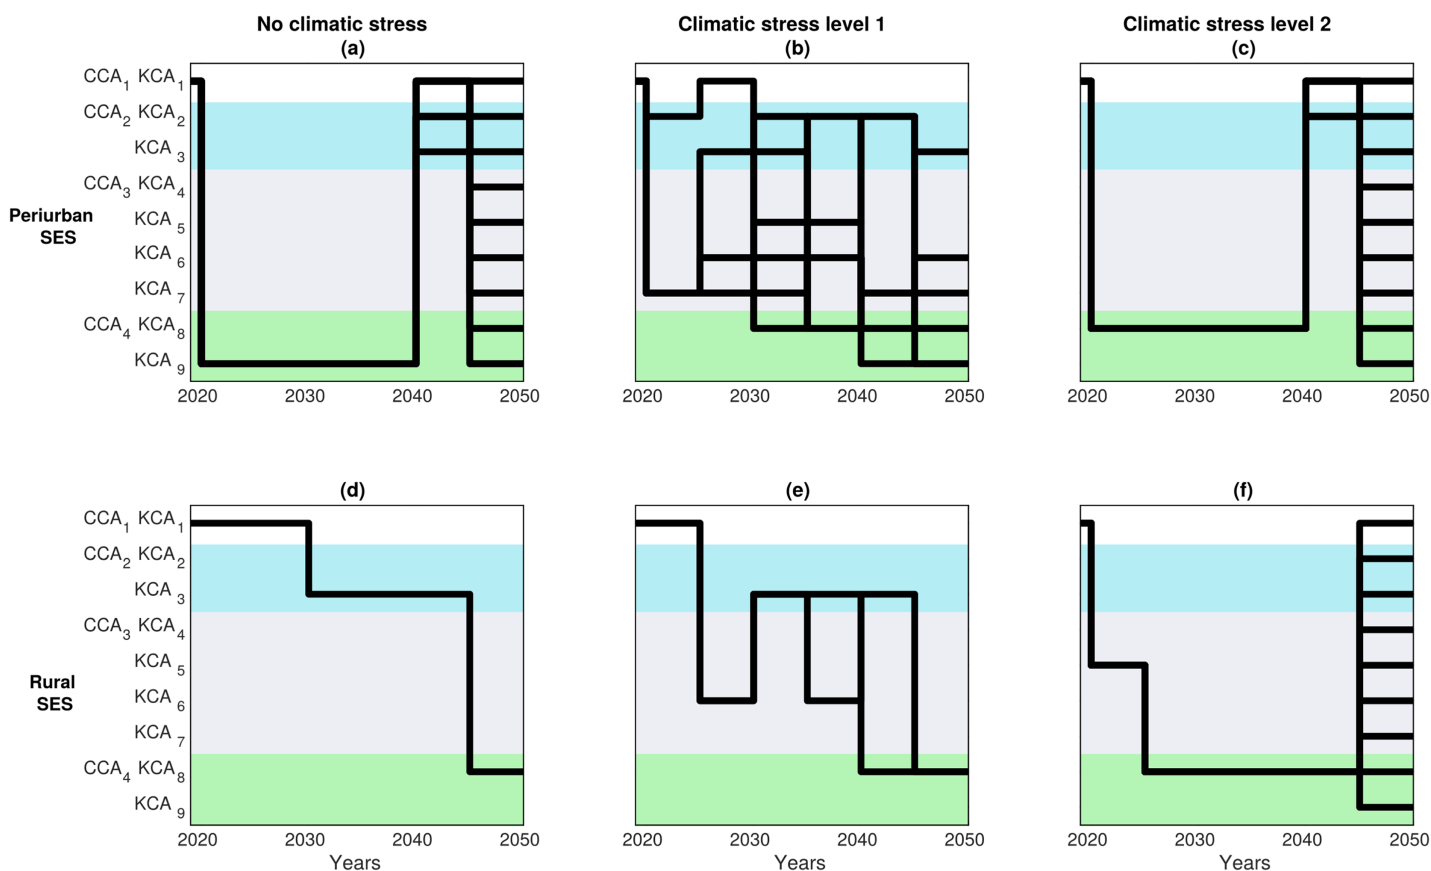 No climatic stress
(a)
Climatic stress level 1
(b)
Climatic stress level 2
(c)
Periurban
SES
CCA1 KCA1
CCA2 KCA2
KCA3
CCA3 KCA4
KCA5
KCA6
KCA7
CCA4 KCA8
KCA9
2020 2030 2040 2050
2020 2030 2040 2050
2020 2030 2040 2050
(d)
(e)
(f)
Rural
SES
CCA1 KCA1
CCA2 KCA2
KCA3
CCA3 KCA4
KCA5
KCA6
KCA7
CCA4 KCA8
KCA9
2020 2030 2040 2050
2020 2030 2040 2050
2020 2030 2040 2050
Years
Years
Years